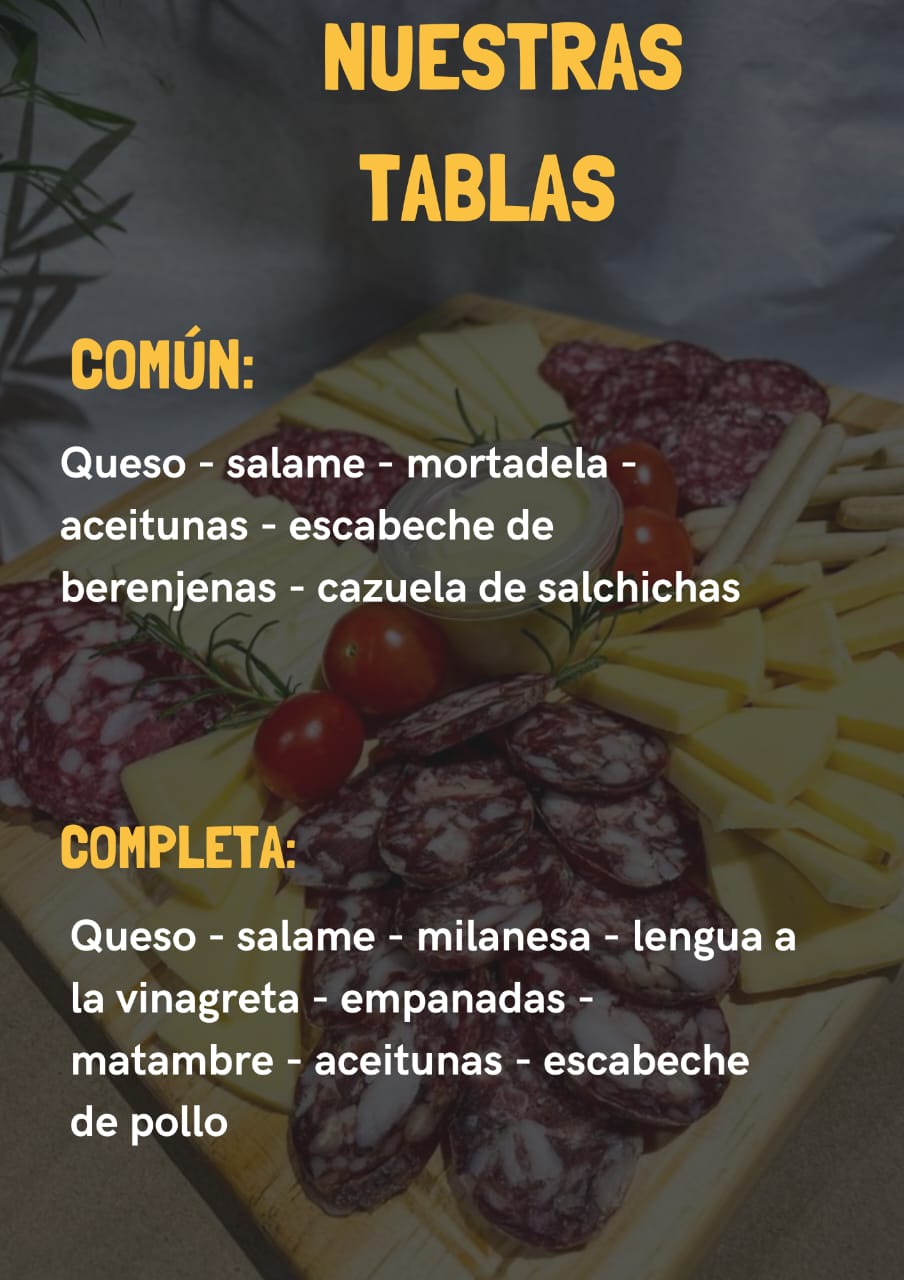 NUESTRAS
TABLAS
COMÚN:
Queso - salame - mortadela -
aceitunas - escabeche de
berenjenas - cazuela de salchichas
COMPLETA:
Queso - salame - milanesa - lengua a
la vinagreta - empanadas -
matambre - aceitunas - escabeche
de pollo